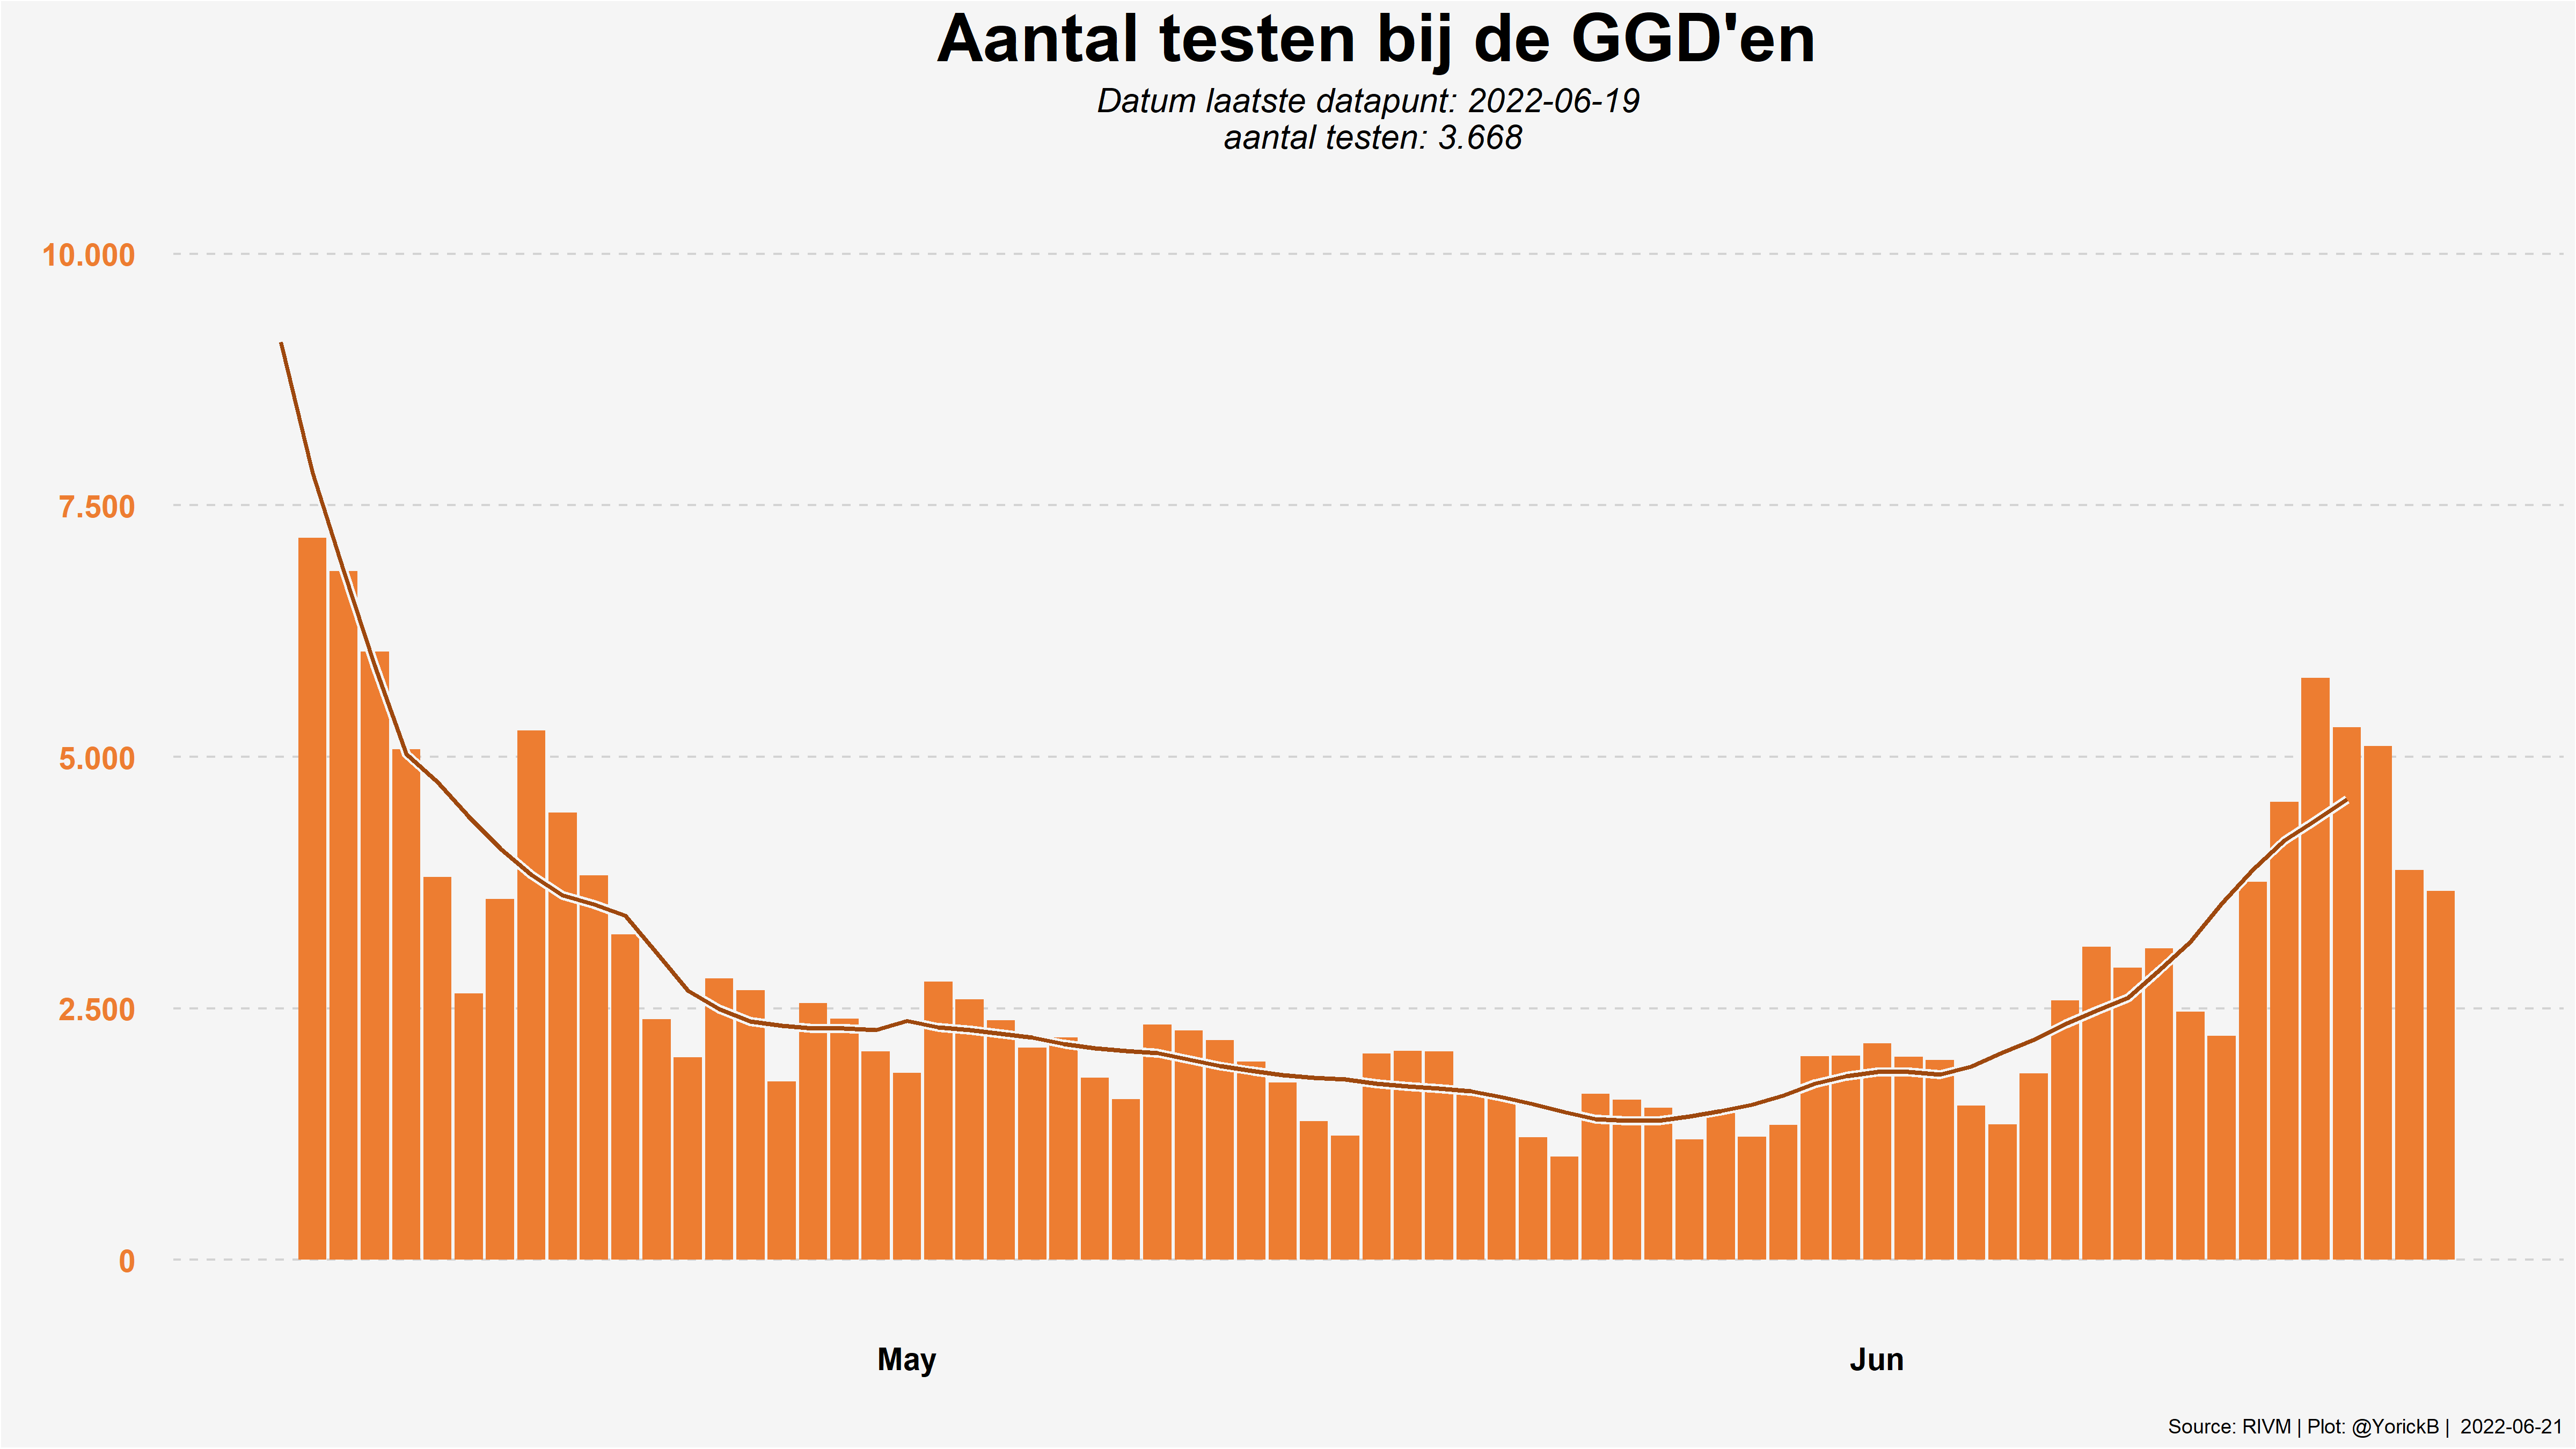 Aantal testen bij de GGD'en
Datum laatste datapunt: 2022-06-19
aantal testen: 3.668
10.000
7.500
5.000
2.500
0
May
Jun
Source: RIVM | Plot: @YorickB | 2022-06-21